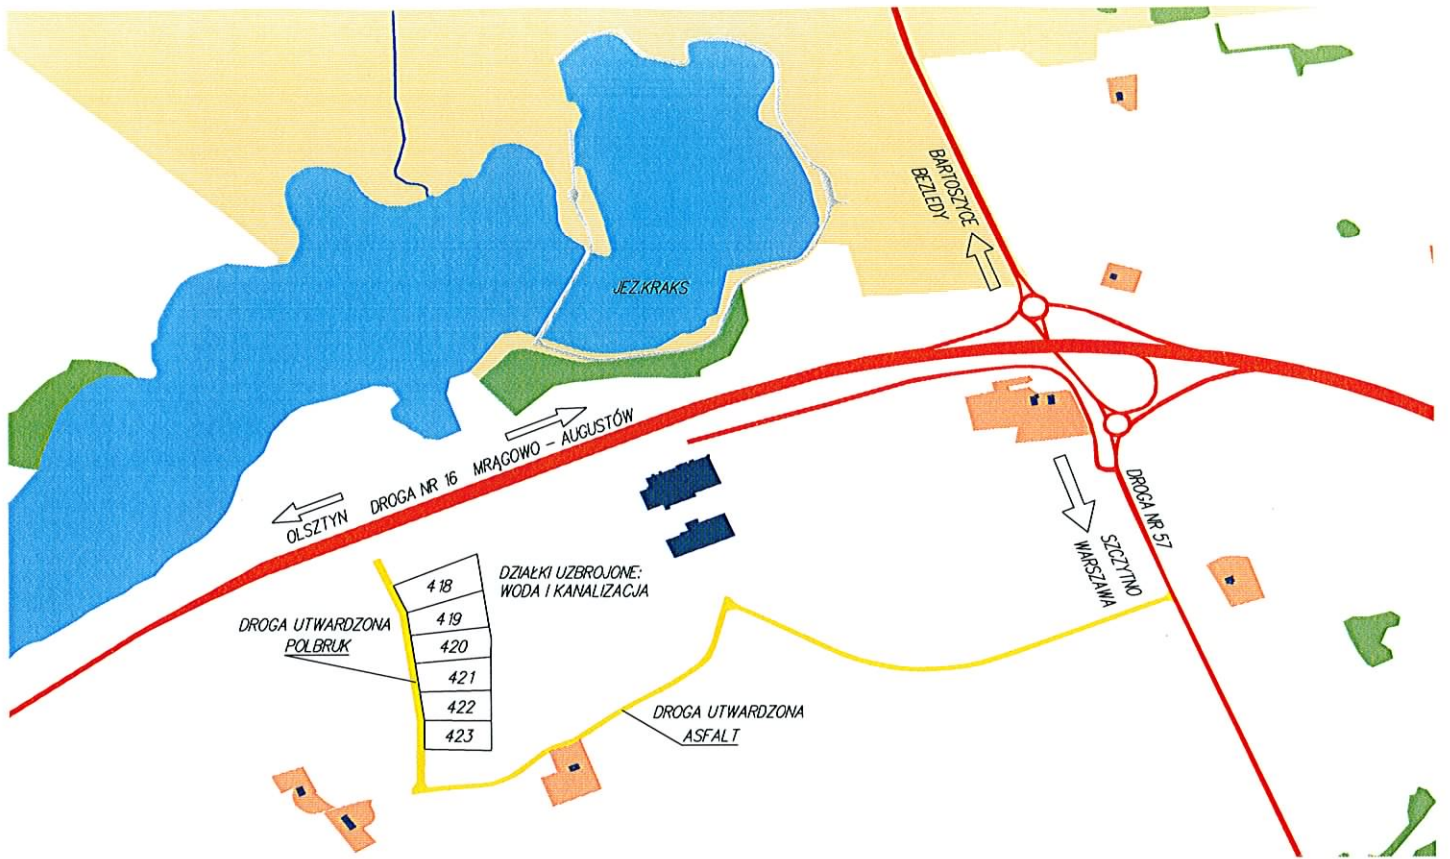 BARTOSZYCE
BEZLEDY
JEZ.KRAKS
OLSZTYN DROGA NR 16 MRĄGOWO - AUGUSTÓW
DROGA NR 57
SZCZYTNO
WARSZAWA
DZIAŁKI UZBROJONE:
WODA I KANALIZACJA
418
419
420
421
422
423
DROGA UTWARDZONA
POLBRUK
DROGA UTWARDZONA
ASFALT